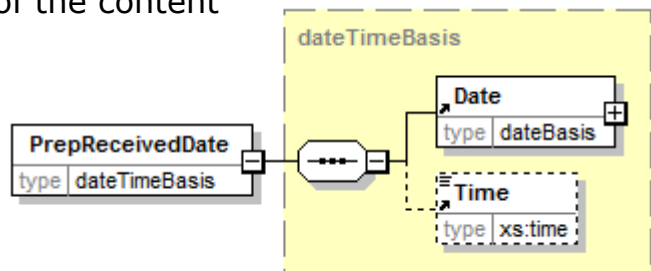 of the content
dateTimeBasis
Date
type dateBasis
PrepReceivedDate
type dateTimeBasis
Time
type xs:time